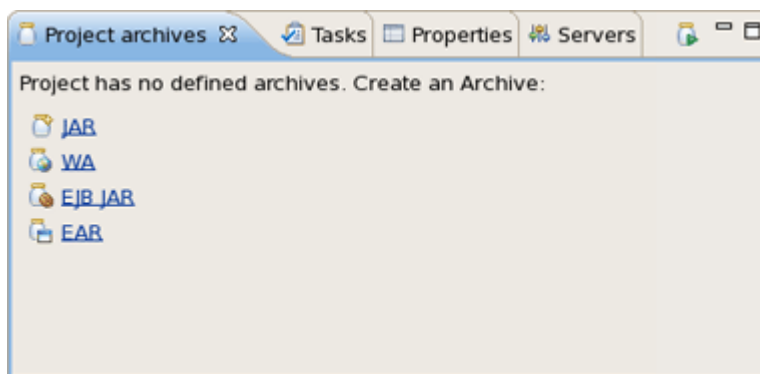 Project archives Tasks Properties Servers
Project has no defined archives. Create an Archive:
JAR
WA
EJB JAR
EAR